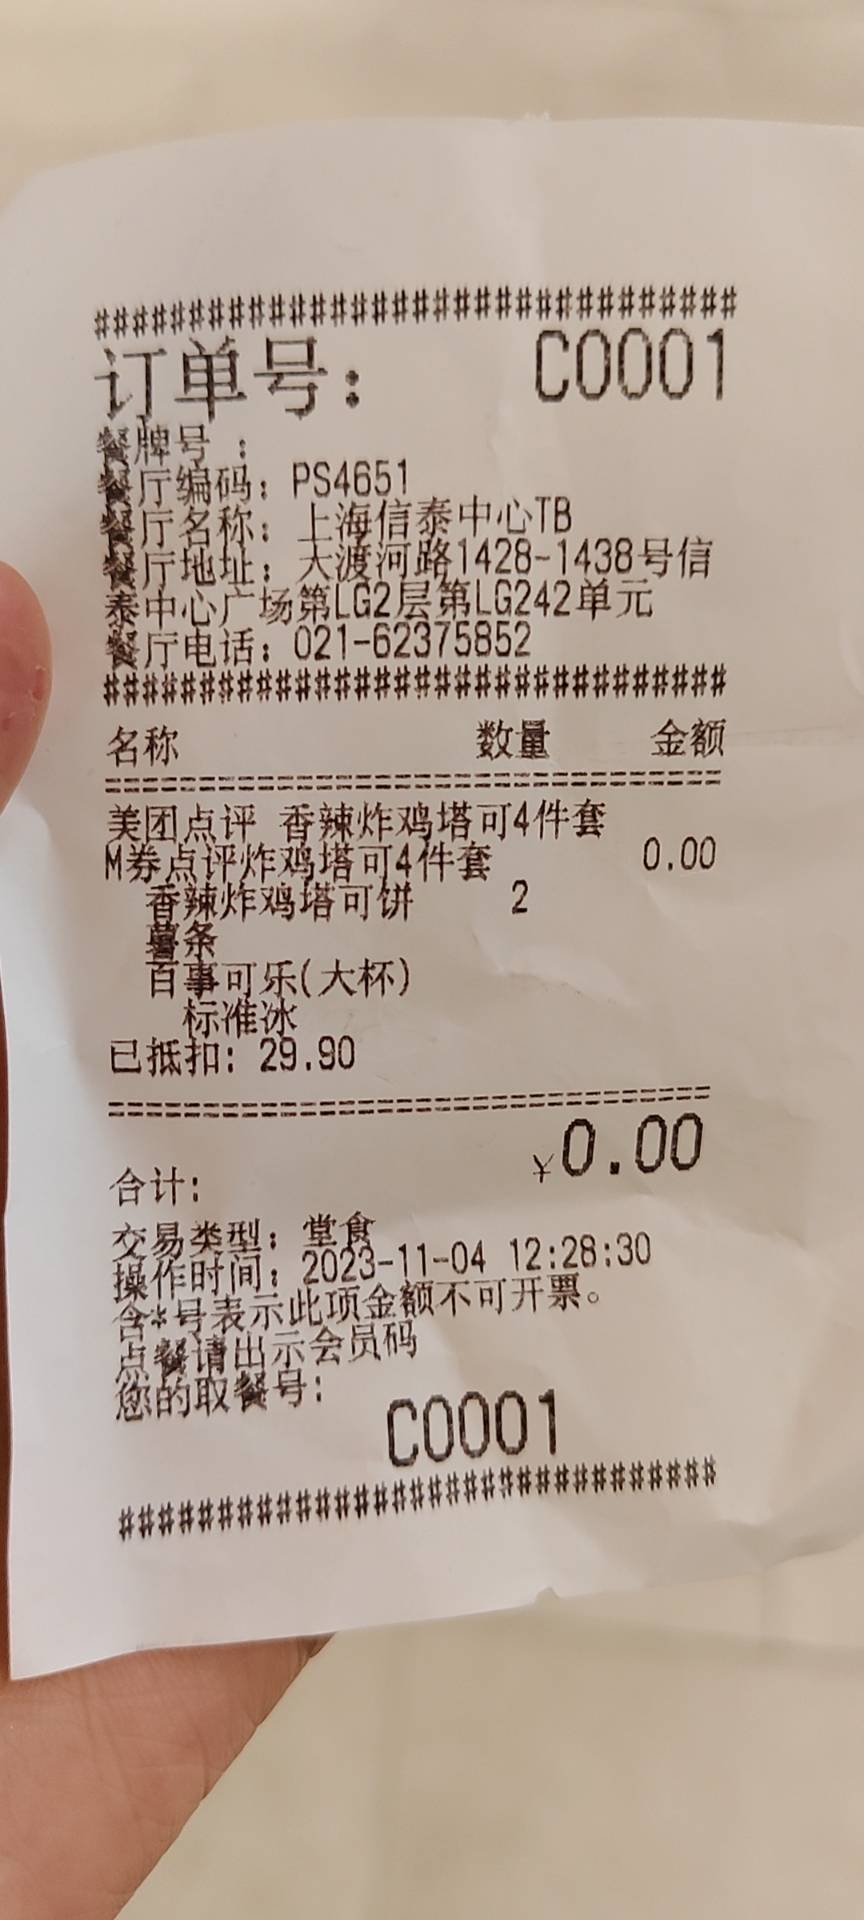 ##################################
订单号: C0001
餐牌号 :
餐厅编码: PS4651
餐厅名称: 上海信泰中心TB
餐厅地址: 大渡河路1428-1438号信
泰中心广场第LG2层第LG242单元
餐厅电话: 021-62375852
################################
名称 数量 金额
================================
美团点评 香辣炸鸡塔可4件套
M券点评炸鸡塔可4件套 0.00
香辣炸鸡塔可饼 2
薯条
百事可乐(大杯)
标准冰
已抵扣: 29.90
================================
合计: ¥0.00
交易类型: 堂食
操作时间: 2023-11-04 12:28:30
含*号表示此项金额不可开票。
点餐请出示会员码
您的取餐号:
C0001
################################